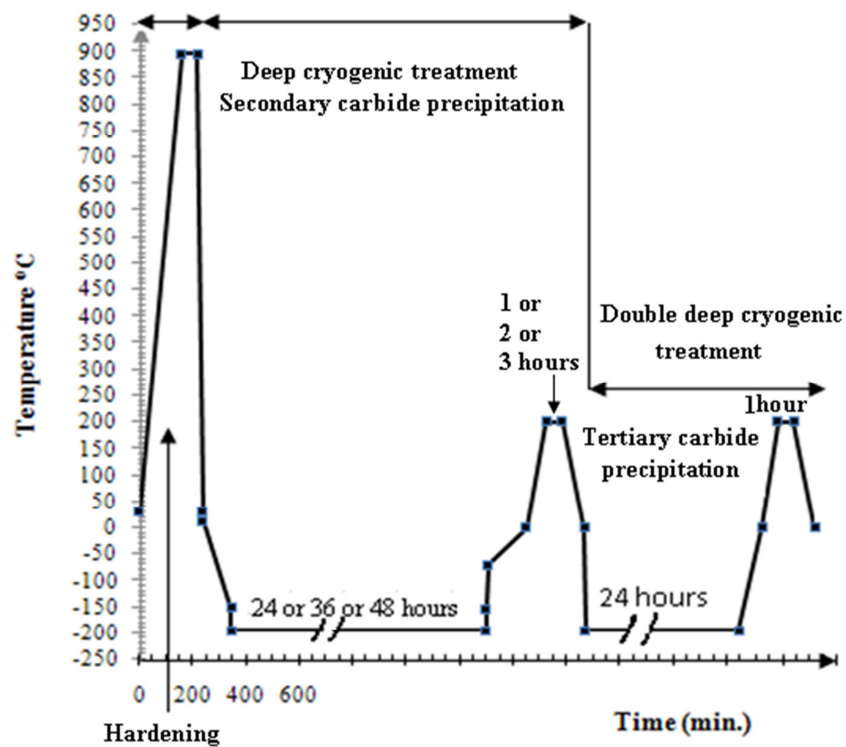 950
900
850
800
750
700
650
600
550
500
450
400
350
300
250
200
150
100
50
0
-50
-100
-150
-200
-250
Temperature °C
Deep cryogenic treatment
Secondary carbide precipitation
1 or
2 or
3 hours
Double deep cryogenic
treatment
1hour
Tertiary carbide
precipitation
24 or 36 or 48 hours
24 hours
0 200 400 600
Hardening
Time (min.)